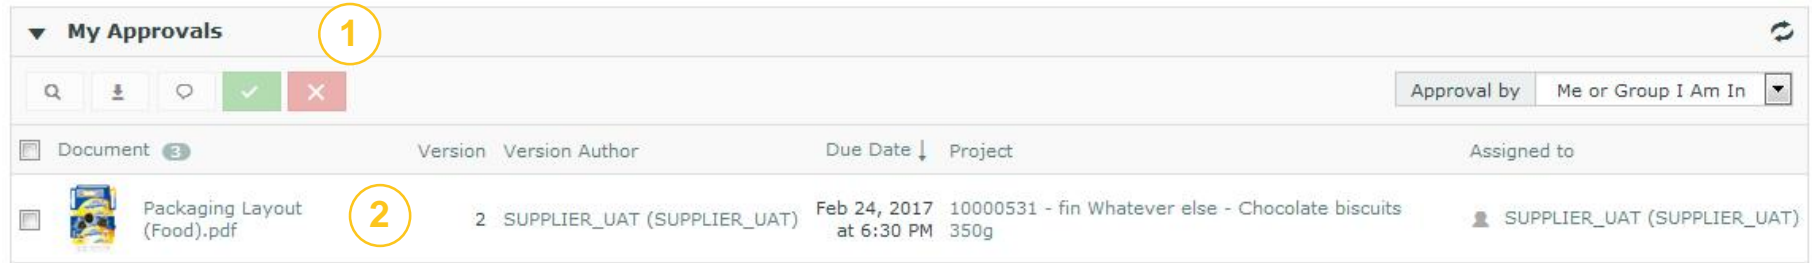 My Approvals
1
Approval by Me or Group I Am In
Document 3 Version Version Author Due Date ↓ Project Assigned to
Packaging Layout 2 2 SUPPLIER_UAT (SUPPLIER_UAT) Feb 24, 2017 10000531 - fin Whatever else - Chocolate biscuits SUPPLIER_UAT (SUPPLIER_UAT)
(Food).pdf at 6:30 PM 350g